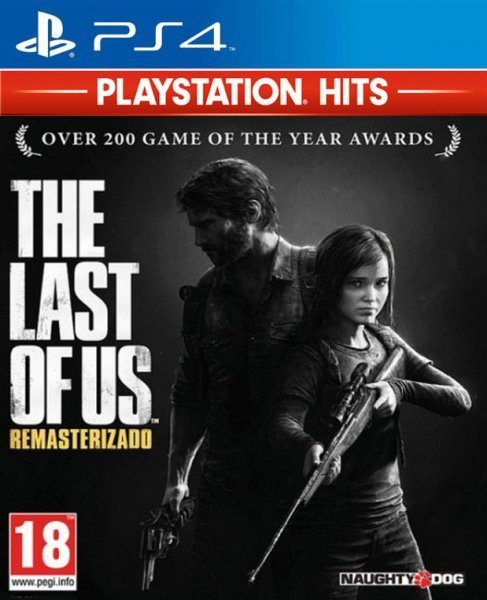 PS4
PLAYSTATION HITS
OVER 200 GAME OF THE YEAR AWARDS
THE
LAST
OF US™
REMASTERIZADO
18
www.pegi.info
NAUGHTY DOG